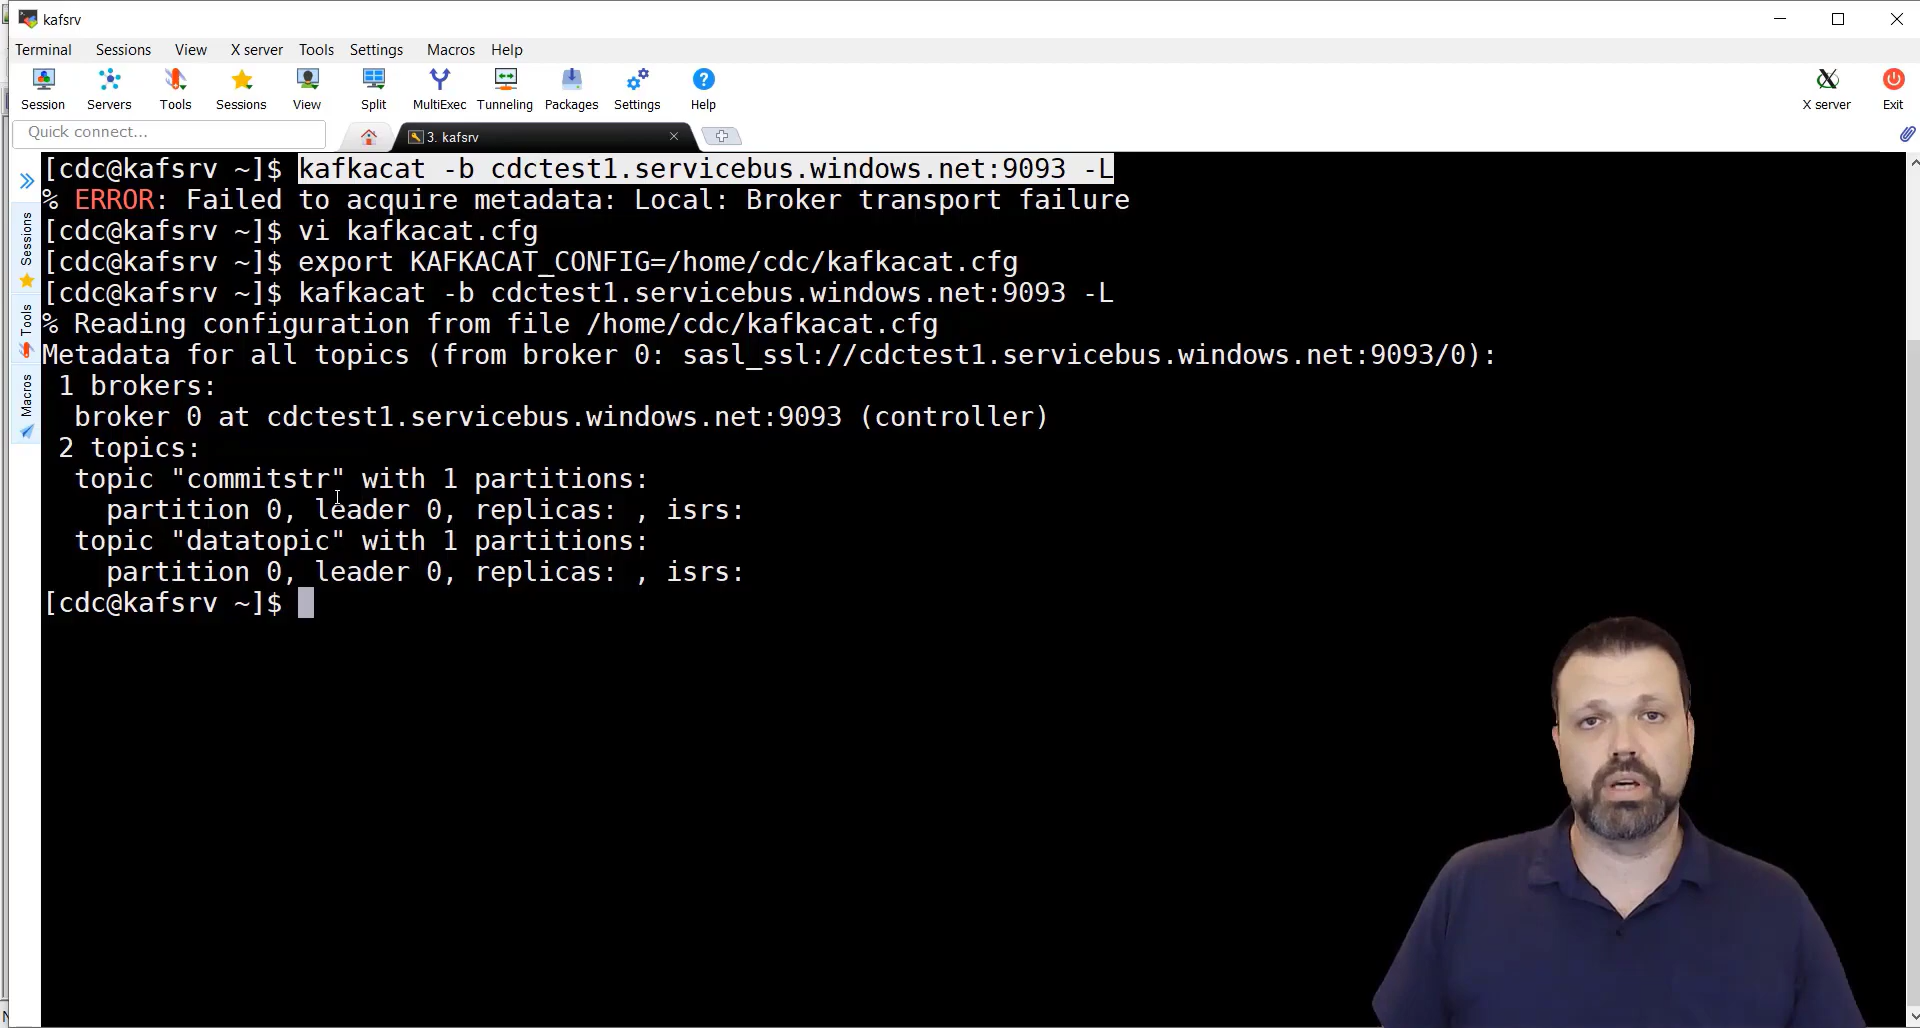 kafsrv
Terminal Sessions View X server Tools Settings Macros Help
Session Servers Tools Sessions View Split MultiExec Tunneling Packages Settings Help X server Exit
Quick connect...
3. kafsrv
[cdc@kafsrv ~]$ kafkacat -b cdctest1.servicebus.windows.net:9093 -L
% ERROR: Failed to acquire metadata: Local: Broker transport failure
[cdc@kafsrv ~]$ vi kafkacat.cfg
[cdc@kafsrv ~]$ export KAFKACAT_CONFIG=/home/cdc/kafkacat.cfg
[cdc@kafsrv ~]$ kafkacat -b cdctest1.servicebus.windows.net:9093 -L
% Reading configuration from file /home/cdc/kafkacat.cfg
Metadata for all topics (from broker 0: sasl_ssl://cdctest1.servicebus.windows.net:9093/0):
1 brokers:
broker 0 at cdctest1.servicebus.windows.net:9093 (controller)
2 topics:
topic "commitstr" with 1 partitions:
partition 0, leader 0, replicas: , isrs:
topic "datatopic" with 1 partitions:
partition 0, leader 0, replicas: , isrs:
[cdc@kafsrv ~]$
Sessions
Tools
Macros